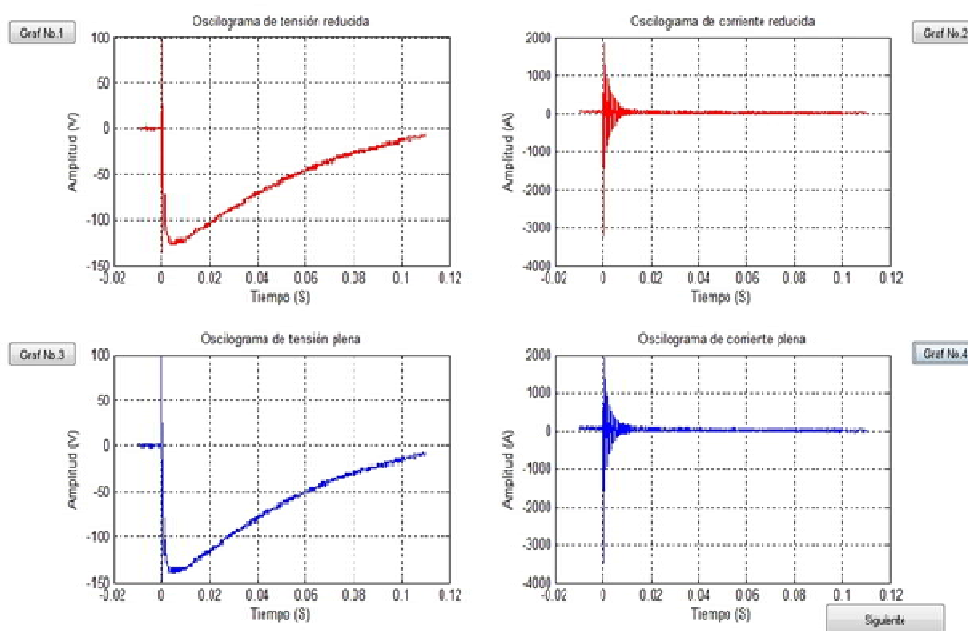 Graf No.1
Oscilograma de tensión reducida
Amplitud (V)
100
50
0
-50
-100
-150
-0.02 0 0.02 0.04 0.06 0.08 0.1 0.12
Tiempo (S)
Oscilograma de corriente reducida
Graf No.2
Amplitud (A)
2000
1000
0
-1000
-2000
-3000
-4000
-0.02 0 0.02 0.04 0.06 0.08 0.1 0.12
Tiempo (S)
Graf No.3
Oscilograma de tensión plena
Amplitud (V)
100
50
0
-50
-100
-150
-0.02 0 0.02 0.04 0.06 0.08 0.1 0.12
Tiempo (S)
Oscilograma de corriente plena
Graf No.4
Amplitud (A)
2000
1000
0
-1000
-2000
-3000
-4000
-0.02 0 0.02 0.04 0.06 0.08 0.1 0.12
Tiempo (S)
Siguiente